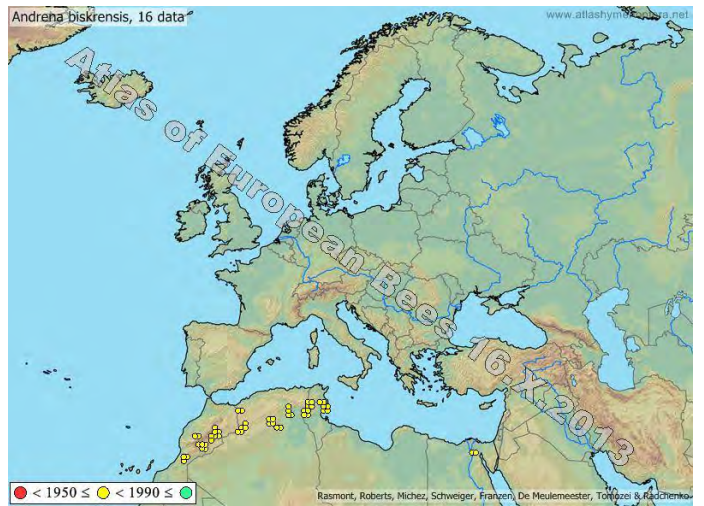 Andrena biskrensis, 16 data
www.atlashymenoptera.net
Atlas of European Bees 16.X.2013
< 1950 ≤ < 1990 ≤
Rasmont, Roberts, Michez, Schweiger, Franzen, De Meulemeester, Tomozei & Radchenko